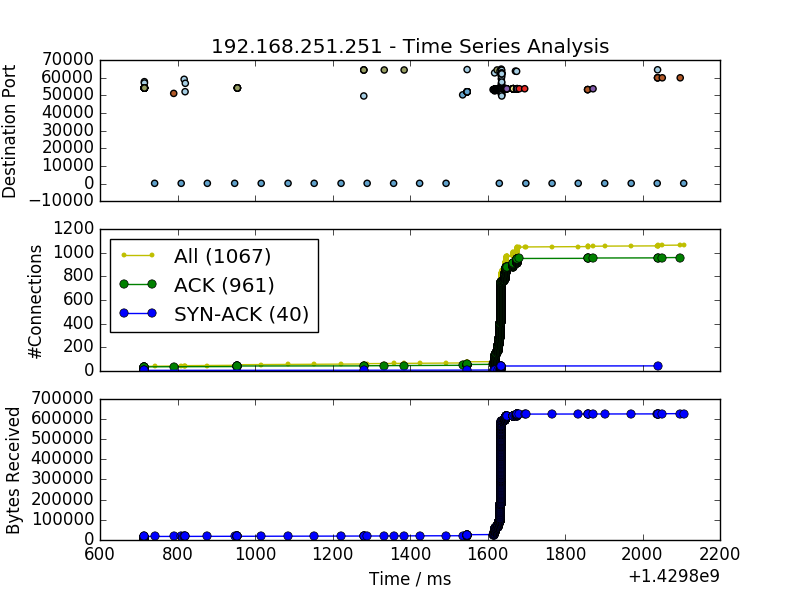 192.168.251.251 - Time Series Analysis
Destination Port
70000
60000
50000
40000
30000
20000
10000
0
−10000
#Connections
1200
1000
800
600
400
200
0
All (1067)
ACK (961)
SYN-ACK (40)
Bytes Received
700000
600000
500000
400000
300000
200000
100000
0
600 800 1000 1200 1400 1600 1800 2000 2200
Time / ms
+1.4298e9